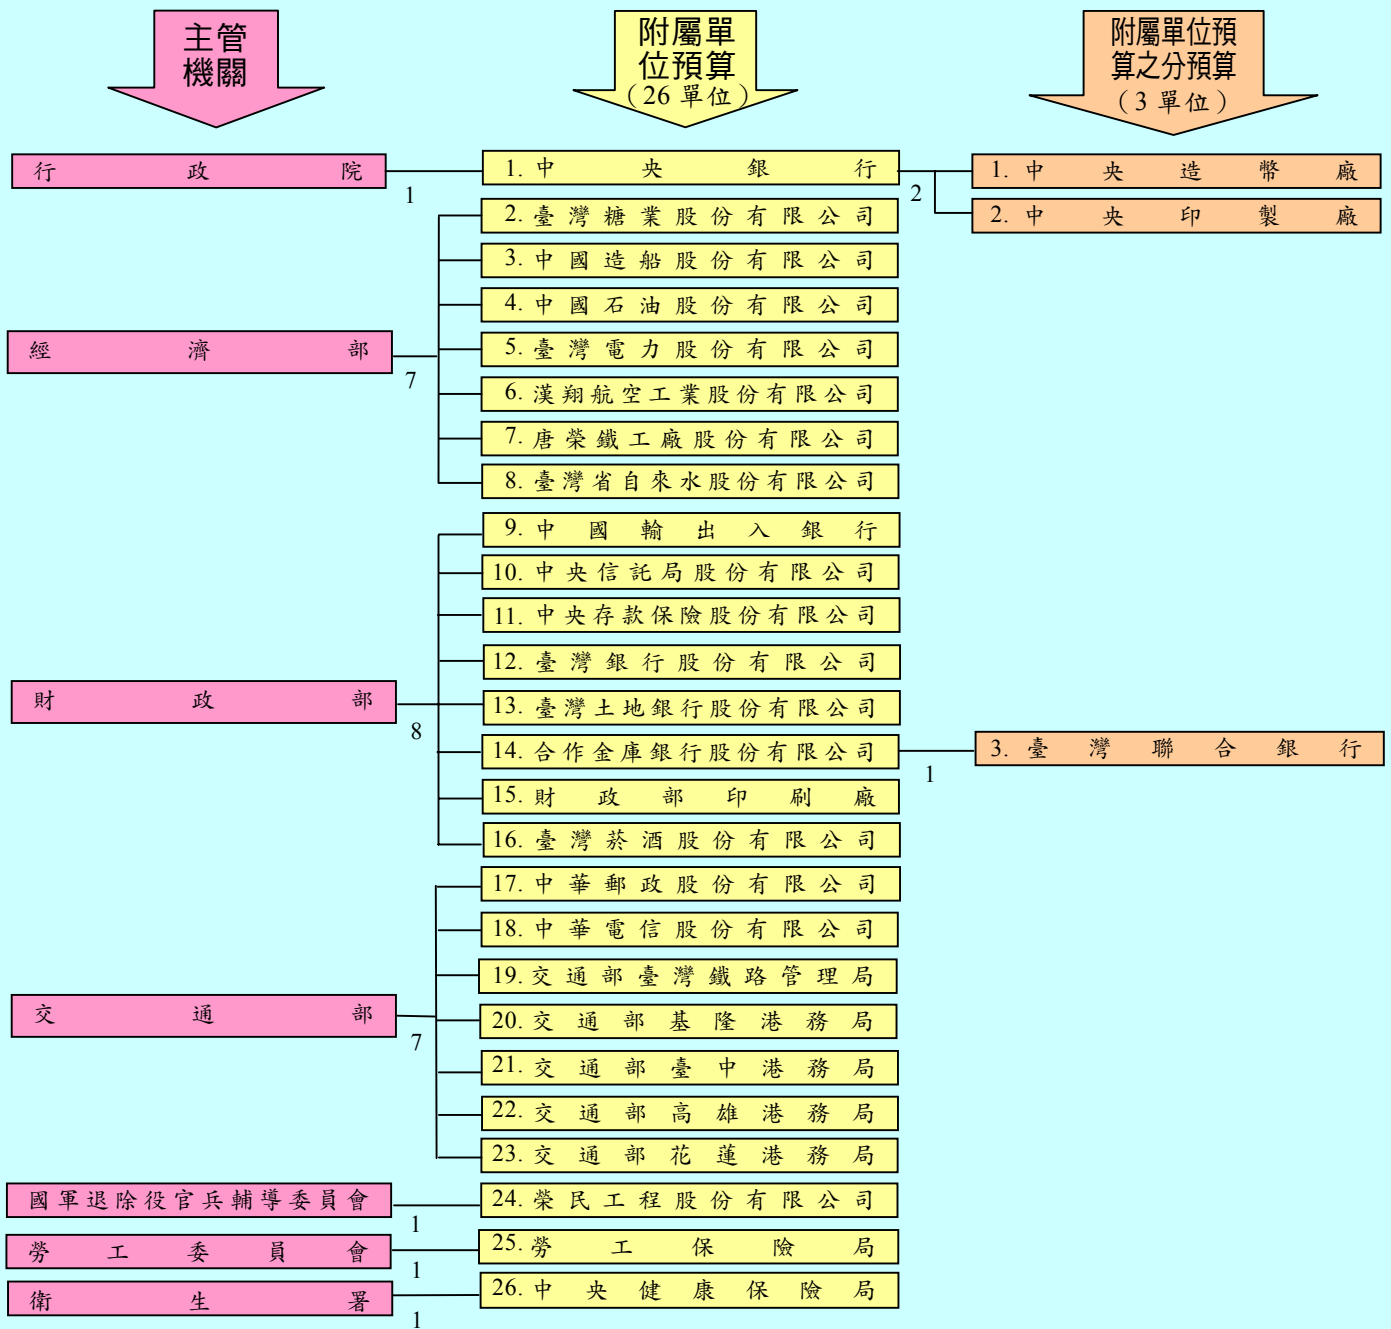 主管
機關
附屬單
位預算
（26 單位）
附屬單位預
算之分預算
（3 單位）
行政院
1
1. 中央銀行
2
1. 中央造幣廠
2. 中央印製廠
2. 臺灣糖業股份有限公司
3. 中國造船股份有限公司
4. 中國石油股份有限公司
經濟部
7
5. 臺灣電力股份有限公司
6. 漢翔航空工業股份有限公司
7. 唐榮鐵工廠股份有限公司
8. 臺灣省自來水股份有限公司
9. 中國輸出入銀行
10. 中央信託局股份有限公司
11. 中央存款保險股份有限公司
12. 臺灣銀行股份有限公司
財政部
8
13. 臺灣土地銀行股份有限公司
14. 合作金庫銀行股份有限公司
1
3. 臺灣聯合銀行
15. 財政部印刷廠
16. 臺灣菸酒股份有限公司
17. 中華郵政股份有限公司
18. 中華電信股份有限公司
19. 交通部臺灣鐵路管理局
交通部
7
20. 交通部基隆港務局
21. 交通部臺中港務局
22. 交通部高雄港務局
23. 交通部花蓮港務局
國軍退除役官兵輔導委員會
1
24. 榮民工程股份有限公司
勞工委員會
1
25. 勞工保險局
衛生署
1
26. 中央健康保險局